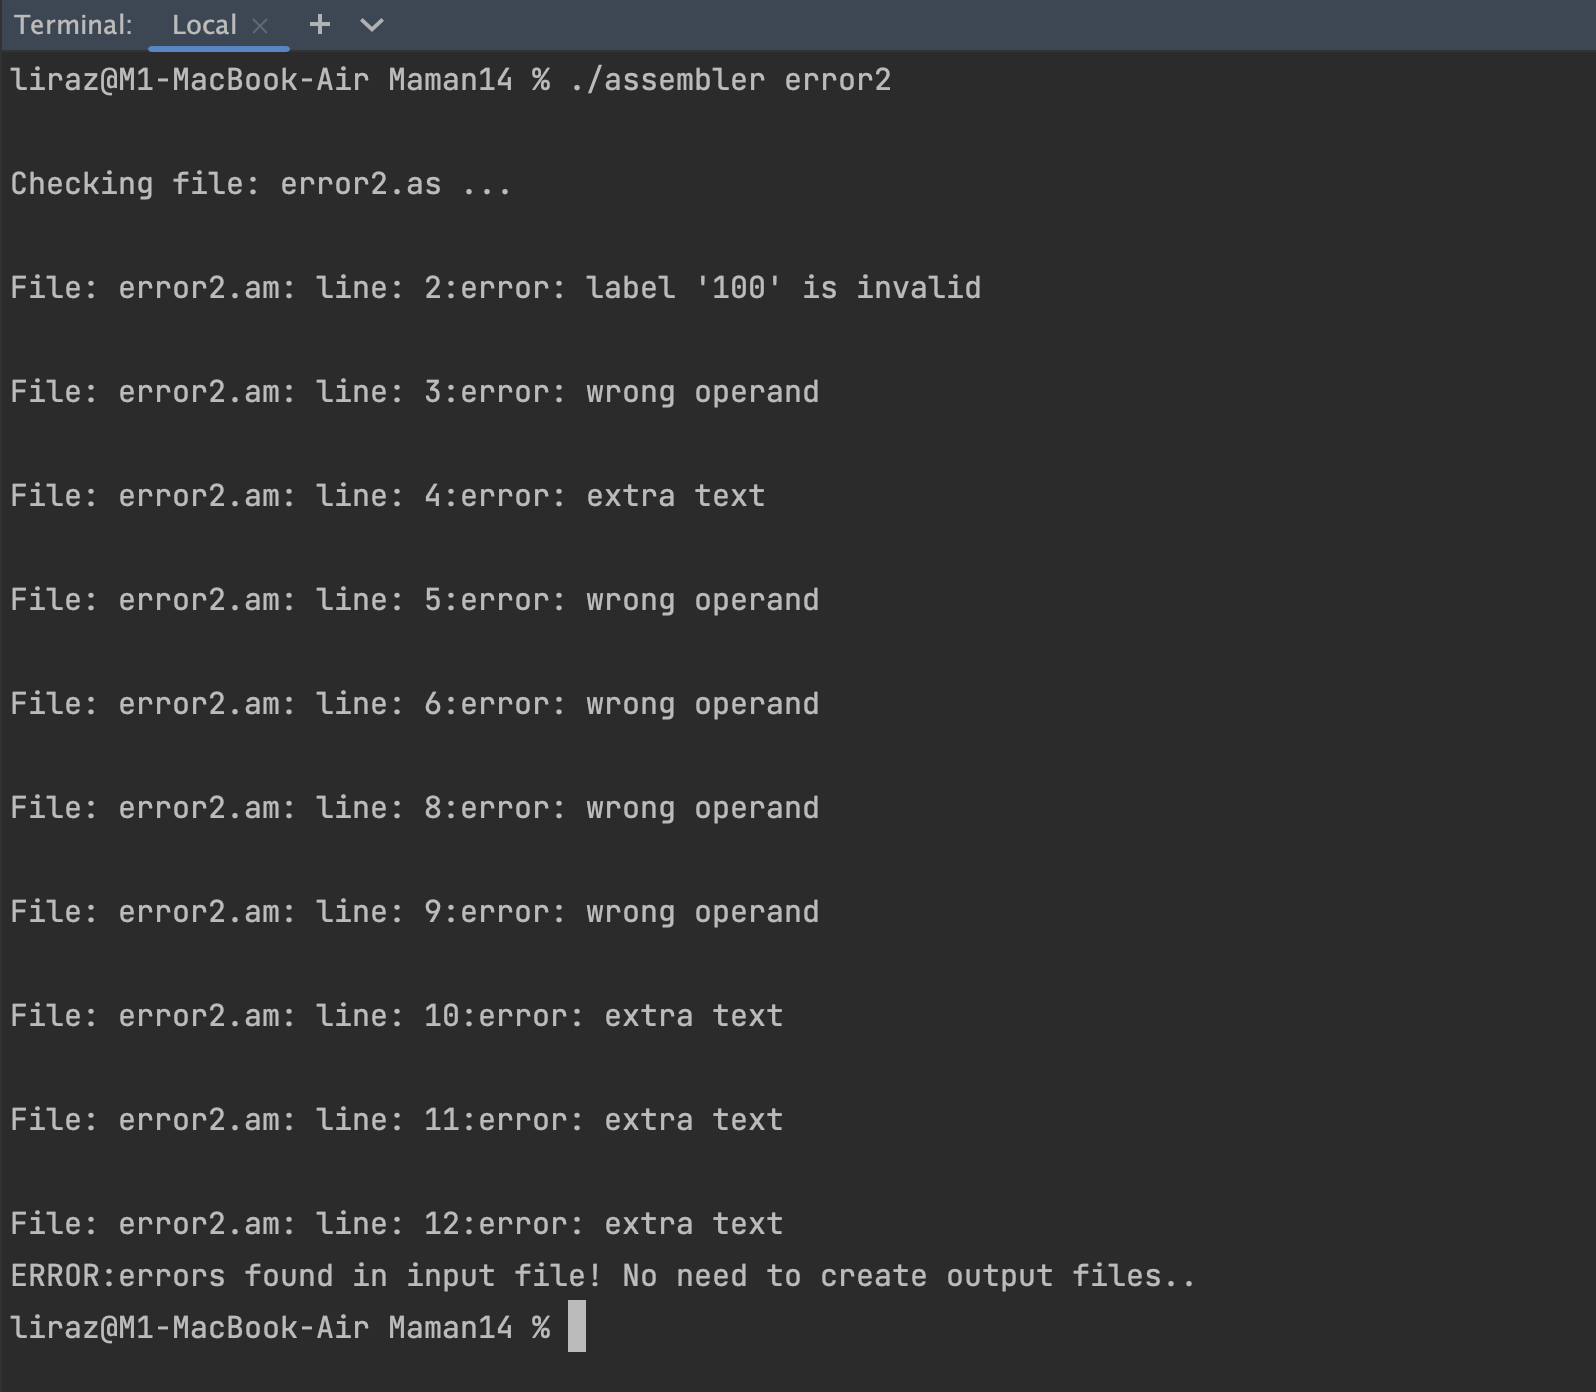 Terminal: Local × +
liraz@M1-MacBook-Air Maman14 % ./assembler error2
Checking file: error2.as ...
File: error2.am: line: 2:error: label '100' is invalid
File: error2.am: line: 3:error: wrong operand
File: error2.am: line: 4:error: extra text
File: error2.am: line: 5:error: wrong operand
File: error2.am: line: 6:error: wrong operand
File: error2.am: line: 8:error: wrong operand
File: error2.am: line: 9:error: wrong operand
File: error2.am: line: 10:error: extra text
File: error2.am: line: 11:error: extra text
File: error2.am: line: 12:error: extra text
ERROR:errors found in input file! No need to create output files..
liraz@M1-MacBook-Air Maman14 %